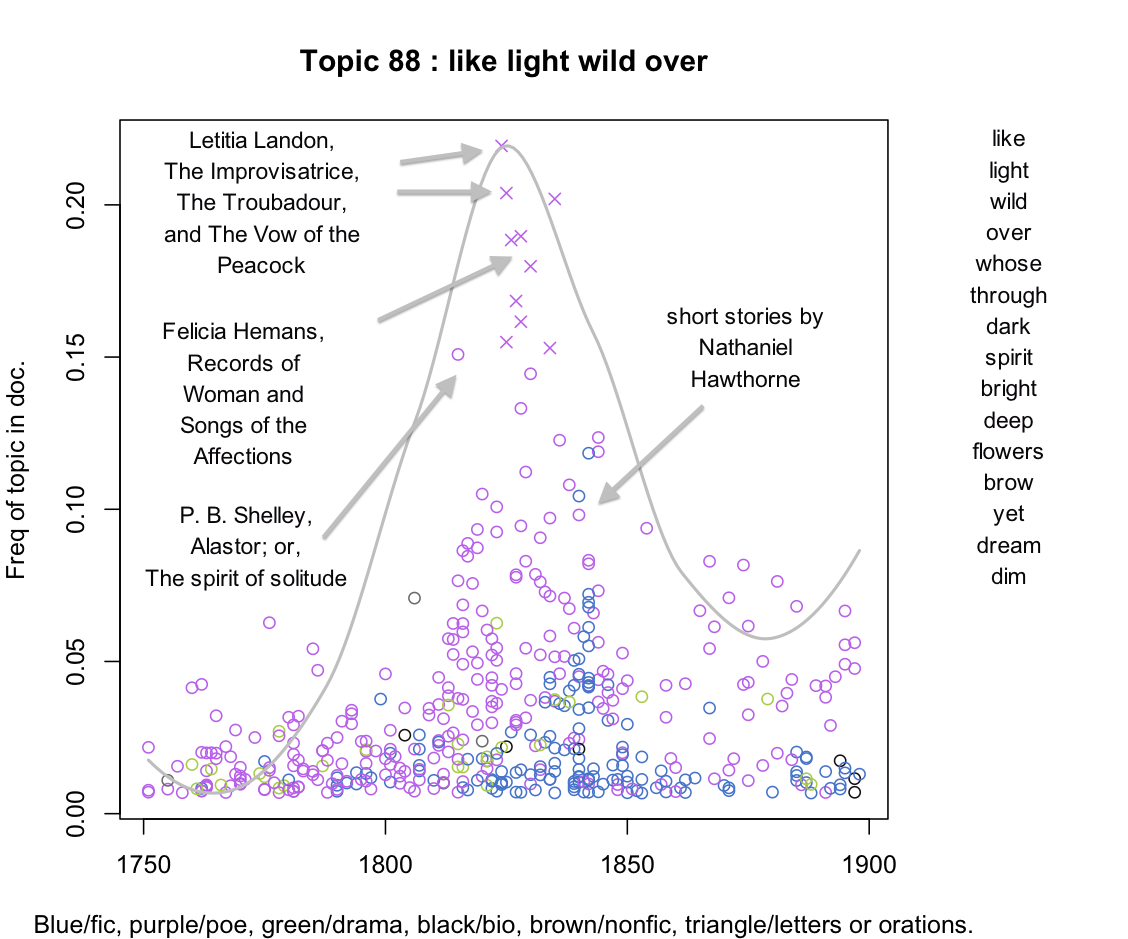 Topic 88 : like light wild over
Letitia Landon,
The Improvisatrice,
The Troubadour,
and The Vow of the
Peacock
Felicia Hemans,
Records of
Woman and
Songs of the
Affections
P. B. Shelley,
Alastor; or,
The spirit of solitude
short stories by
Nathaniel
Hawthorne
like
light
wild
over
whose
through
dark
spirit
bright
deep
flowers
brow
yet
dream
dim
Freq of topic in doc.
0.20
0.15
0.10
0.05
0.00
1750 1800 1850 1900
Blue/fic, purple/poe, green/drama, black/bio, brown/nonfic, triangle/letters or orations.